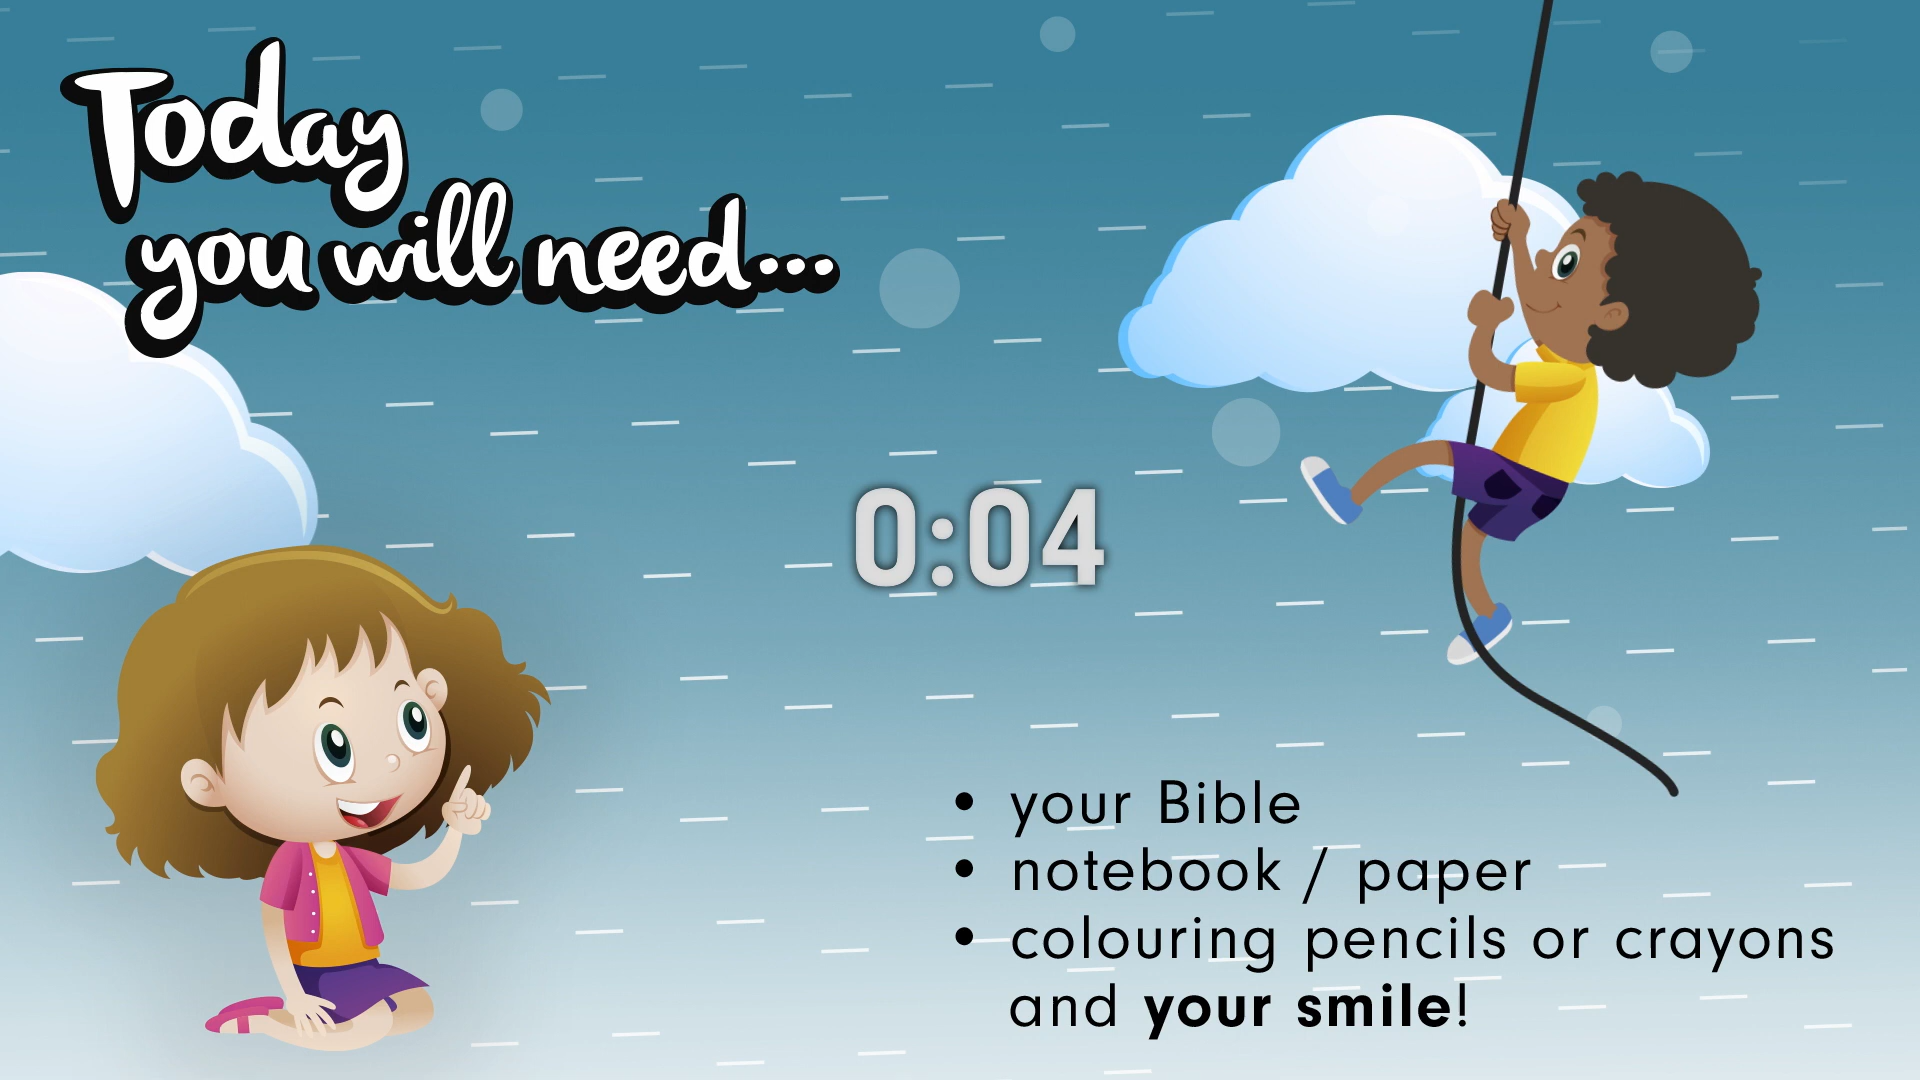 Today
you will need...
0:04
• your Bible
• notebook / paper
• colouring pencils or crayons
and your smile!